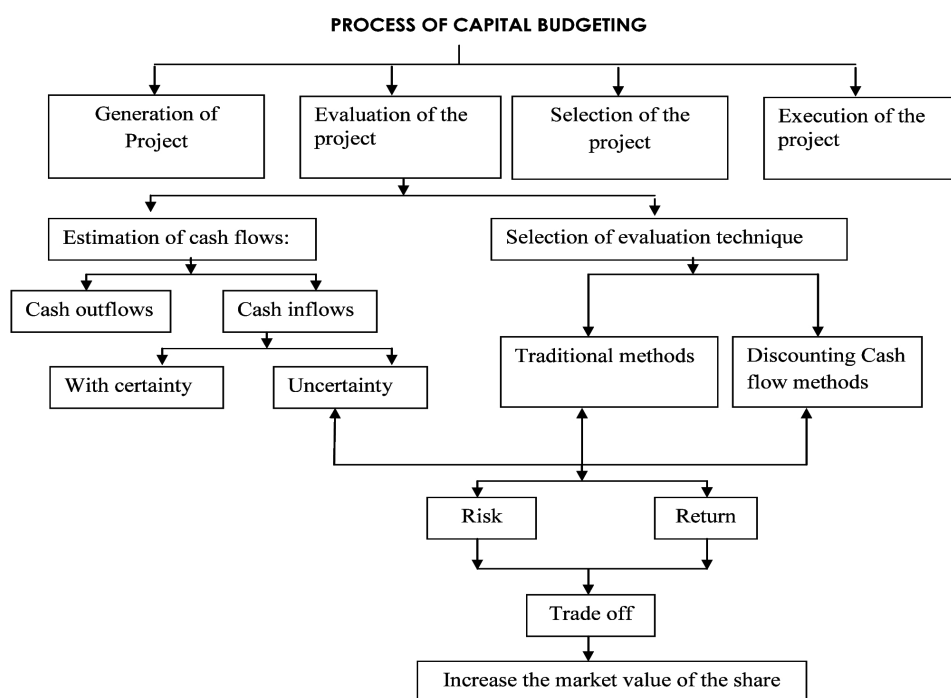 PROCESS OF CAPITAL BUDGETING
Generation of
Project
Evaluation of the
project
Selection of the
project
Execution of the
project
Estimation of cash flows:
Selection of evaluation technique
Cash outflows
Cash inflows
Traditional methods
Discounting Cash
flow methods
With certainty
Uncertainty
Risk
Return
Trade off
Increase the market value of the share